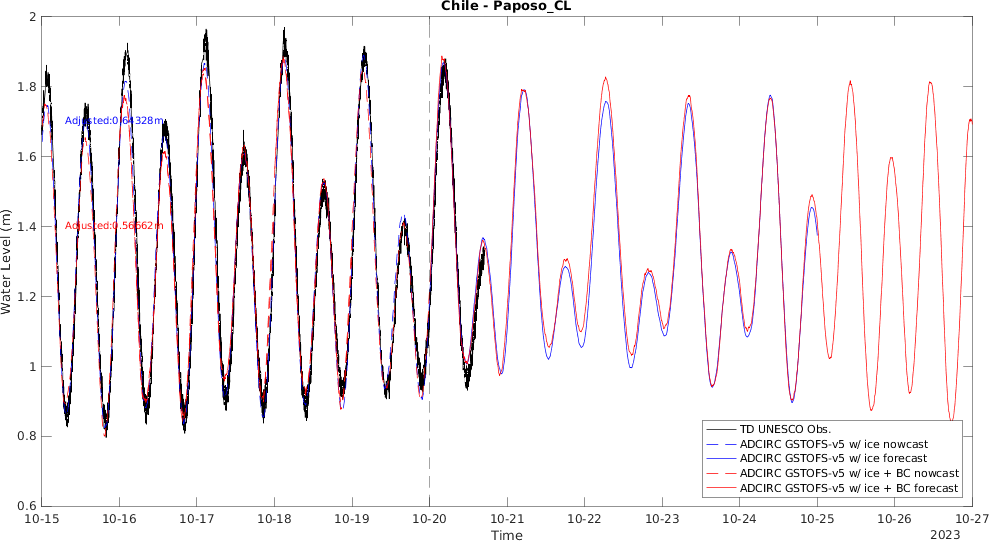 Chile - Paposo_CL
2
1.8
1.6
1.4
1.2
1
0.8
0.6
Water Level (m)
Adjusted:0.64328m
Adjusted:0.56662m
TD UNESCO Obs.
ADCIRC GSTOFS-v5 w/ ice nowcast
ADCIRC GSTOFS-v5 w/ ice forecast
ADCIRC GSTOFS-v5 w/ ice + BC nowcast
ADCIRC GSTOFS-v5 w/ ice + BC forecast
10-15 10-16 10-17 10-18 10-19 10-20 10-21 10-22 10-23 10-24 10-25 10-26 10-27
Time
2023